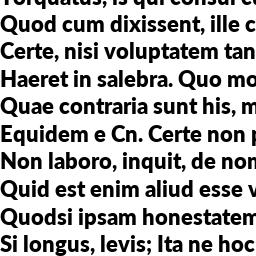 Torquatus, is qui consul c
Quod cum dixissent, ille c
Certe, nisi voluptatem tan
Haeret in salebra. Quo mo
Quae contraria sunt his, m
Equidem e Cn. Certe non p
Non laboro, inquit, de non
Quid est enim aliud esse v
Quodsi ipsam honestatem
Si longus, levis; Ita ne hoc